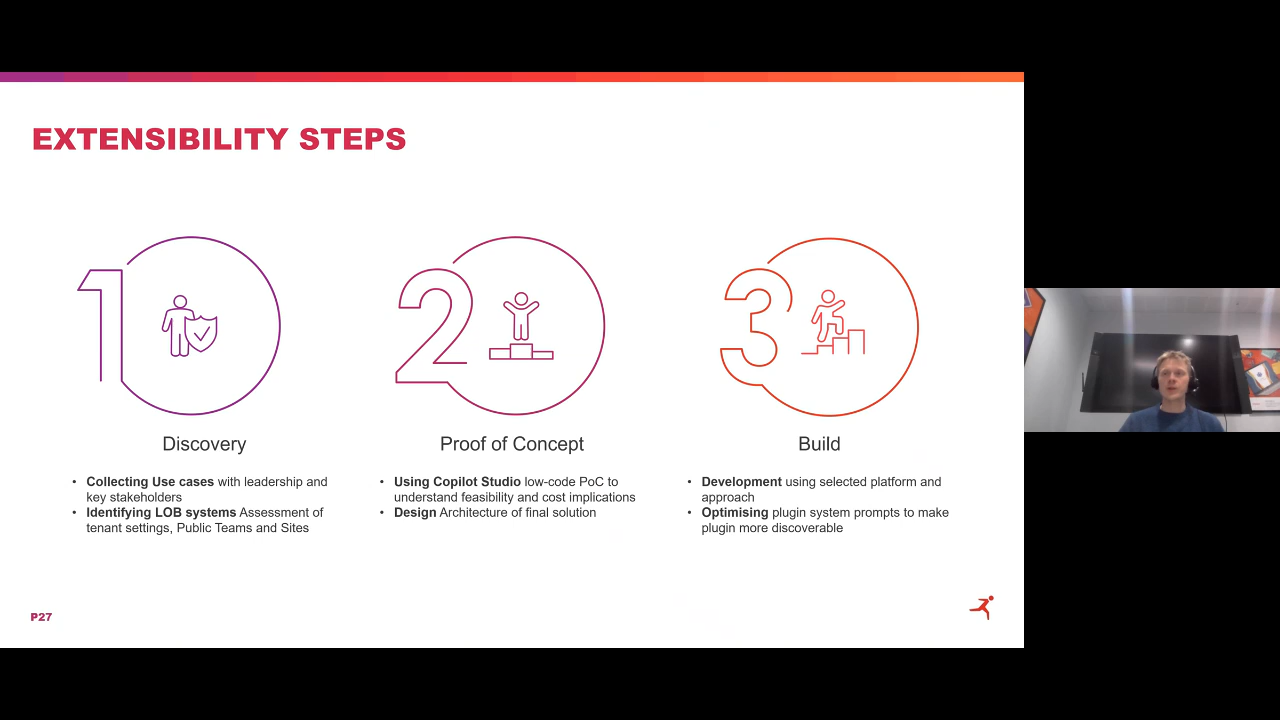 EXTENSIBILITY STEPS
1
2
3
Discovery
• Collecting Use cases with leadership and
key stakeholders
• Identifying LOB systems Assessment of
tenant settings, Public Teams and Sites
Proof of Concept
• Using Copilot Studio low-code PoC to
understand feasibility and cost implications
• Design Architecture of final solution
Build
• Development using selected platform and
approach
• Optimising plugin system prompts to make
plugin more discoverable
P27